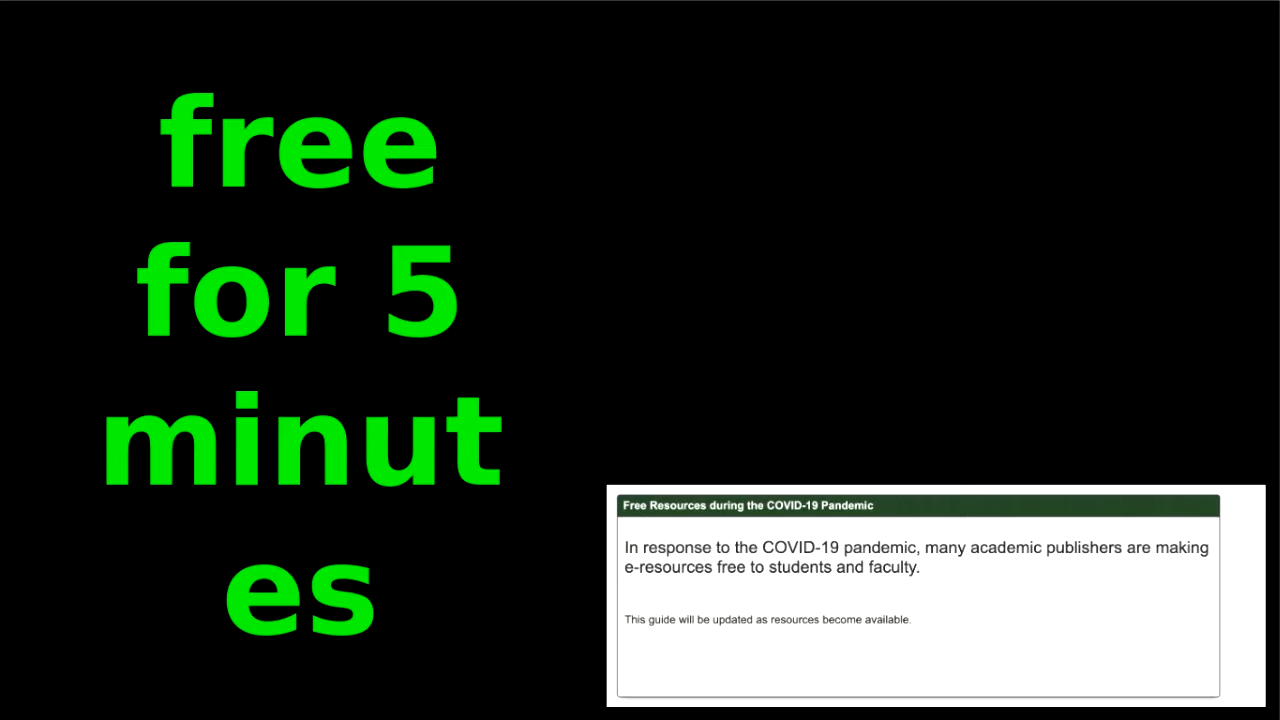 free
for 5
minut
es
Free Resources during the COVID-19 Pandemic
In response to the COVID-19 pandemic, many academic publishers are making
e-resources free to students and faculty.
This guide will be updated as resources become available.